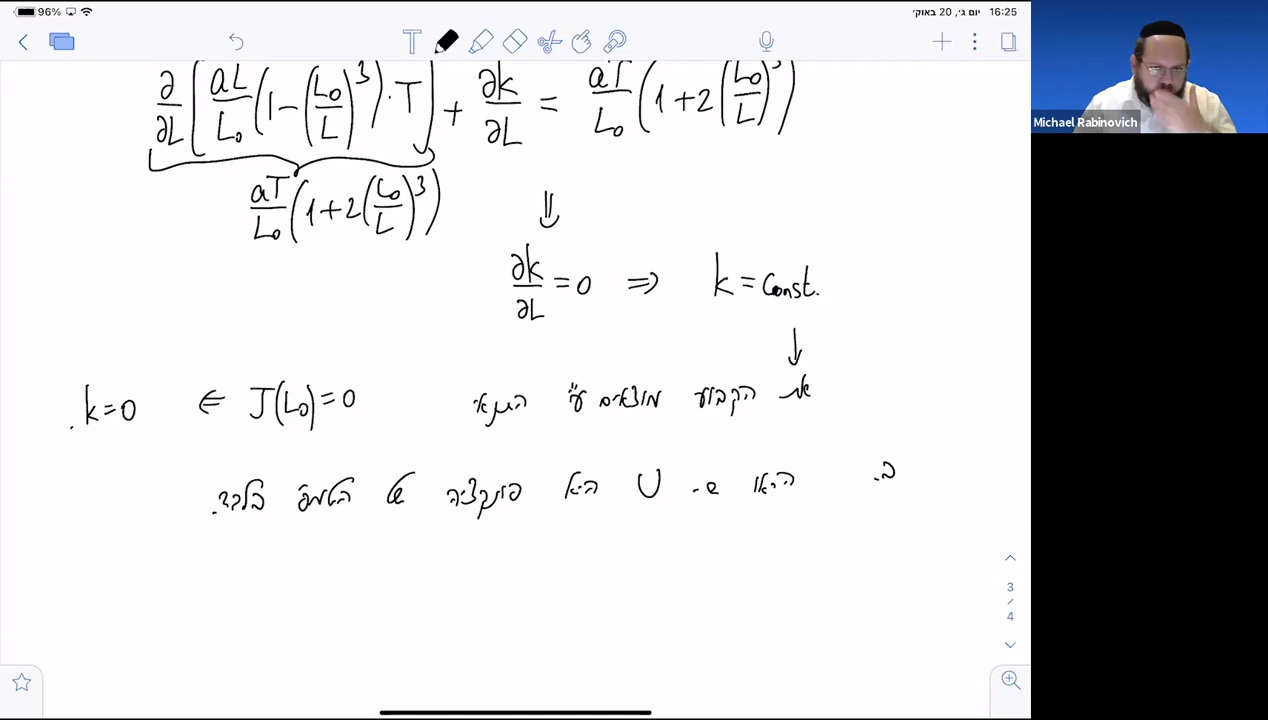 96%
16:25 יום ג׳, 20 באוק׳
Michael Rabinovich
∂/∂L [aL/L₀ (1 − (L₀/L)³) · T] + ∂k/∂L = aT/L₀ (1 + 2(L₀/L)³)
aT/L₀ (1 + 2(L₀/L)³)
⇓
∂k/∂L = 0 ⇒ k = Const.
↓
את הקבוע מוצאים ע"י התנאי J(L₀) = 0 ⇐ k = 0.
ב. הראו ש- U היא פונקציה של הטמפ' בלבד.
3 / 4